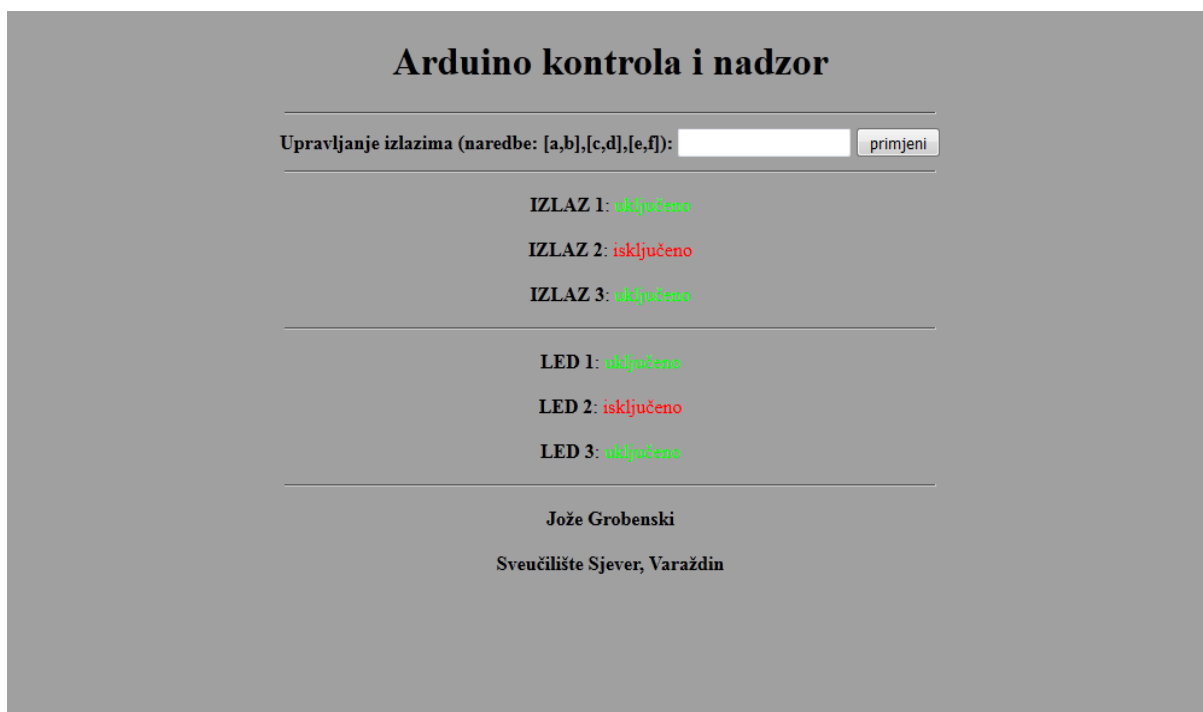 Arduino kontrola i nadzor
Upravljanje izlazima (naredbe: [a,b],[c,d],[e,f]): primjeni
IZLAZ 1: uključeno
IZLAZ 2: isključeno
IZLAZ 3: uključeno
LED 1: uključeno
LED 2: isključeno
LED 3: uključeno
Jože Grobenski
Sveučilište Sjever, Varaždin